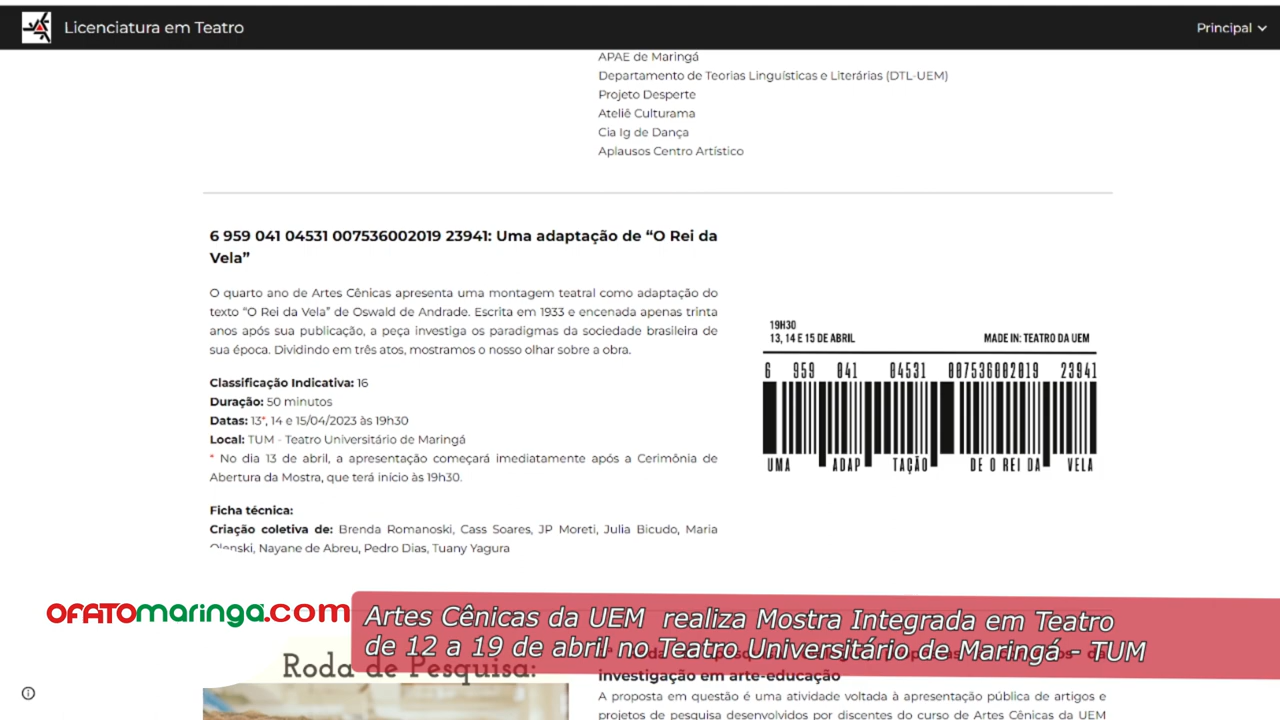 Licenciatura em Teatro
Principal
APAE de Maringá
Departamento de Teorias Linguísticas e Literárias (DTL-UEM)
Projeto Desperte
Ateliê Culturama
Cia Ig de Dança
Aplausos Centro Artístico
6 959 041 04531 007536002019 23941: Uma adaptação de “O Rei da
Vela”
O quarto ano de Artes Cênicas apresenta uma montagem teatral como adaptação do
texto “O Rei da Vela” de Oswald de Andrade. Escrita em 1933 e encenada apenas trinta
anos após sua publicação, a peça investiga os paradigmas da sociedade brasileira de
sua época. Dividindo em três atos, mostramos o nosso olhar sobre a obra.
Classificação Indicativa: 16
Duração: 50 minutos
Datas: 13*, 14 e 15/04/2023 às 19h30
Local: TUM - Teatro Universitário de Maringá
* No dia 13 de abril, a apresentação começará imediatamente após a Cerimônia de
Abertura da Mostra, que terá início às 19h30.
Ficha técnica:
Criação coletiva de: Brenda Romanoski, Cass Soares, JP Moreti, Julia Bicudo, Maria
Olenski, Nayane de Abreu, Pedro Dias, Tuany Yagura
19H30
13, 14 E 15 DE ABRIL
MADE IN: TEATRO DA UEM
6 959 041 04531 007536002019 23941
UMA ADAP TAÇÃO DE O REI DA VELA
OFATOmaringá.com
Artes Cênicas da UEM realiza Mostra Integrada em Teatro
de 12 a 19 de abril no Teatro Universitário de Maringá - TUM
Roda de Pesquisa:
investigação em arte-educação
A proposta em questão é uma atividade voltada à apresentação pública de artigos e
projetos de pesquisa desenvolvidos por discentes do curso de Artes Cênicas da UEM